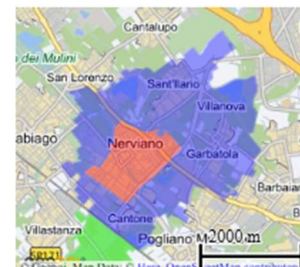 Cantalupo
dei Mulini
San Lorenzo
Sant'Ilario
Villanova
Nerviano
abiago
Garbatola
Barbai
Cantone
Villastanza
Pogliano M
2000 m